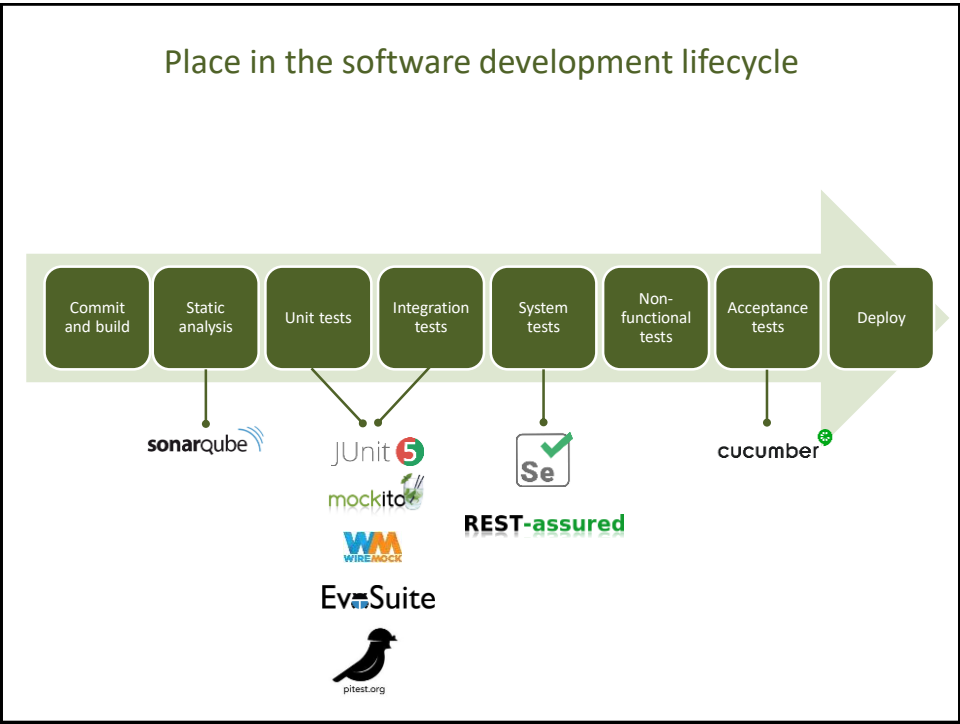 Place in the software development lifecycle
Commit
and build
Static
analysis
Unit tests
Integration
tests
System
tests
Non-
functional
tests
Acceptance
tests
Deploy
sonarqube
JUnit 5
mockito
WM
WIREMOCK
EvoSuite
pitest.org
Se
REST-assured
cucumber